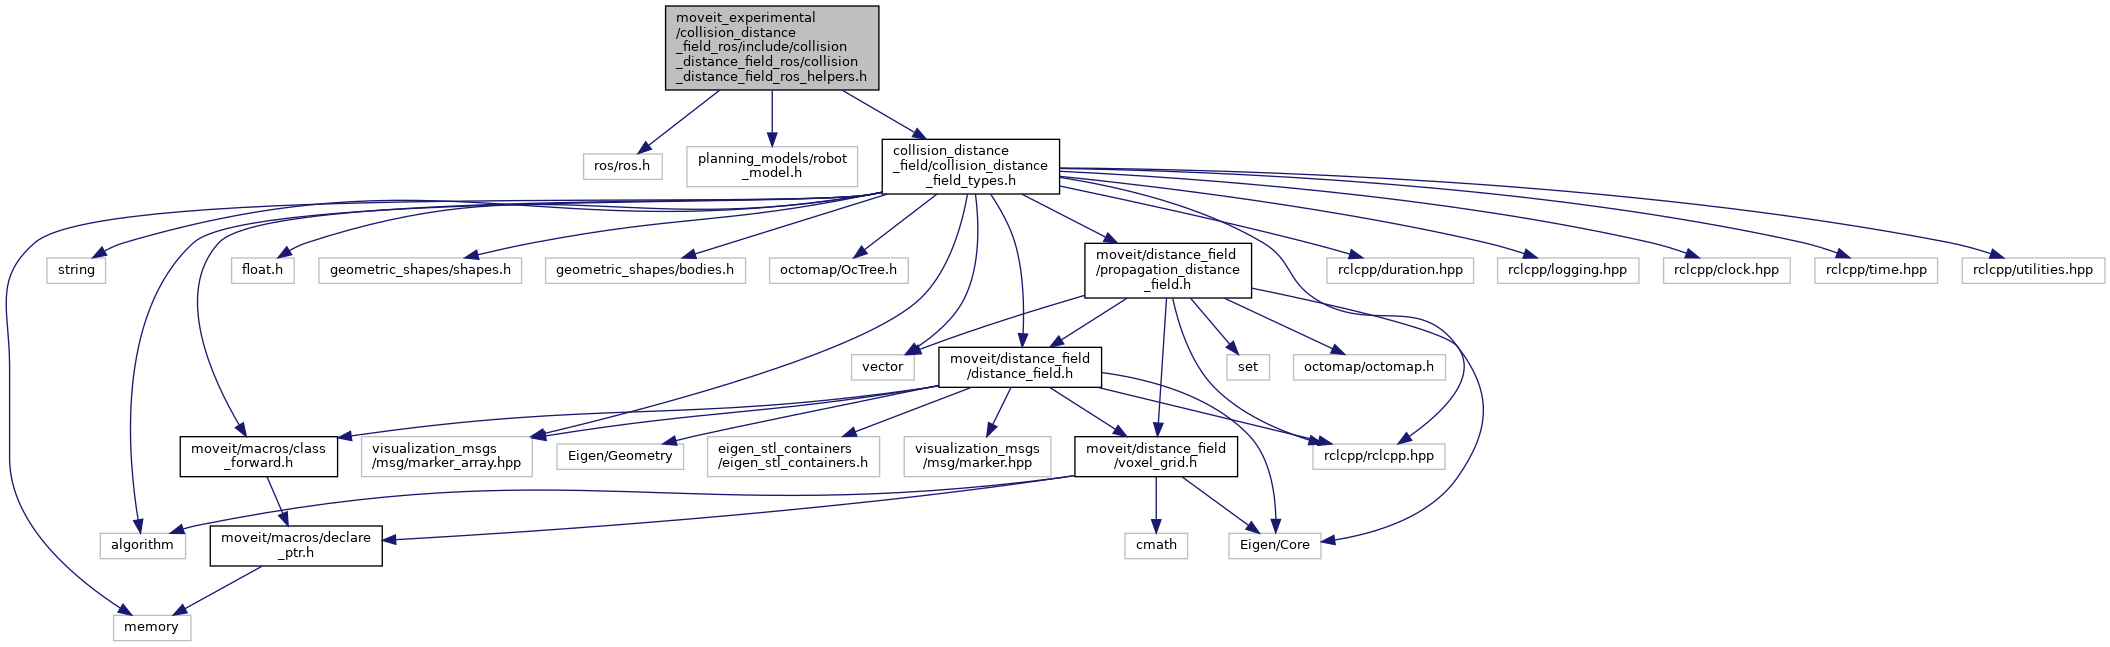 moveit_experimental
/collision_distance
_field_ros/include/collision
_distance_field_ros/collision
_distance_field_ros_helpers.h
ros/ros.h
planning_models/robot
_model.h
collision_distance
_field/collision_distance
_field_types.h
string
float.h
geometric_shapes/shapes.h
geometric_shapes/bodies.h
octomap/OcTree.h
moveit/distance_field
/propagation_distance
_field.h
rclcpp/duration.hpp
rclcpp/logging.hpp
rclcpp/clock.hpp
rclcpp/time.hpp
rclcpp/utilities.hpp
vector
moveit/distance_field
/distance_field.h
set
octomap/octomap.h
moveit/macros/class
_forward.h
visualization_msgs
/msg/marker_array.hpp
Eigen/Geometry
eigen_stl_containers
/eigen_stl_containers.h
visualization_msgs
/msg/marker.hpp
moveit/distance_field
/voxel_grid.h
rclcpp/rclcpp.hpp
algorithm
moveit/macros/declare
_ptr.h
cmath
Eigen/Core
memory